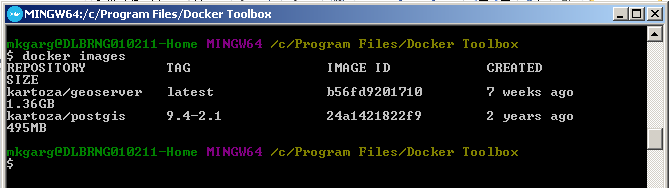 MINGW64:/c/Program Files/Docker Toolbox
mkgarg@DLBRNG010211-Home MINGW64 /c/Program Files/Docker Toolbox
$ docker images
REPOSITORY TAG IMAGE ID CREATED
SIZE
kartoza/geoserver latest b56fd9201710 7 weeks ago
1.36GB
kartoza/postgis 9.4-2.1 24a1421822f9 2 years ago
495MB
mkgarg@DLBRNG010211-Home MINGW64 /c/Program Files/Docker Toolbox
$